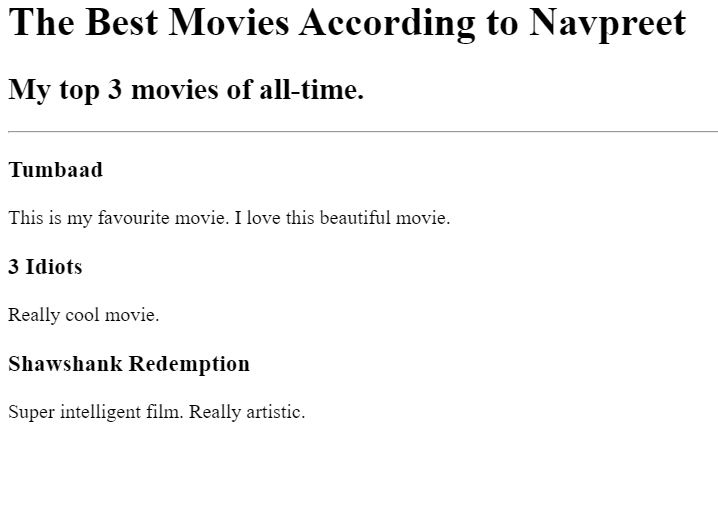 The Best Movies According to Navpreet
My top 3 movies of all-time.
Tumbaad
This is my favourite movie. I love this beautiful movie.
3 Idiots
Really cool movie.
Shawshank Redemption
Super intelligent film. Really artistic.